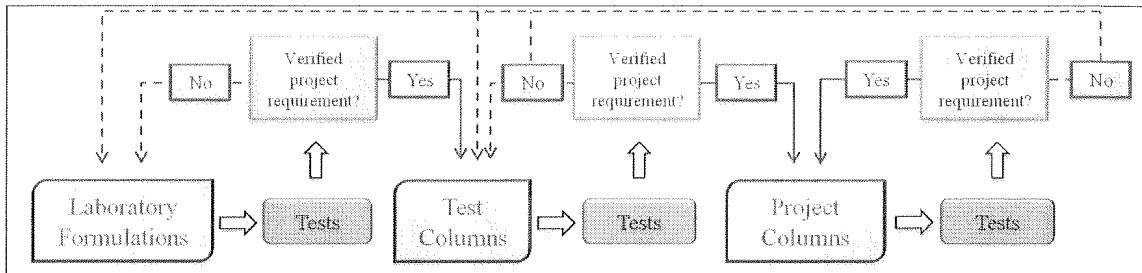 No
Verified
project
requirement?
Yes
No
Verified
project
requirement?
Yes
Yes
Verified
project
requirement?
No
Laboratory
Formulations
Tests
Test
Columns
Tests
Project
Columns
Tests